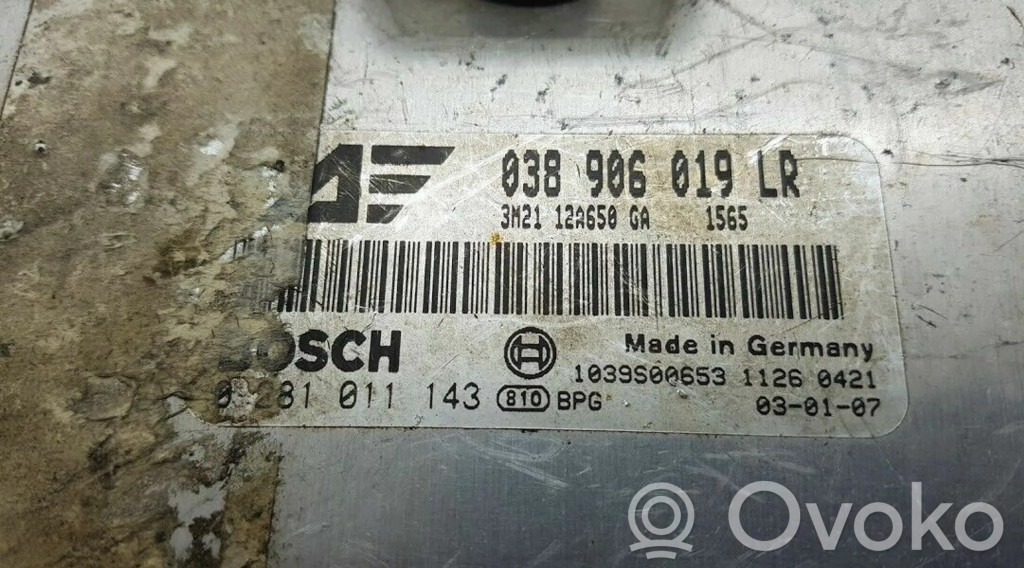 038 906 019 LR
3M21 12A650 GA 1565
BOSCH
Made in Germany
1039S00653 1126 0421
0 281 011 143 810 BPG
03-01-07
Ovoko